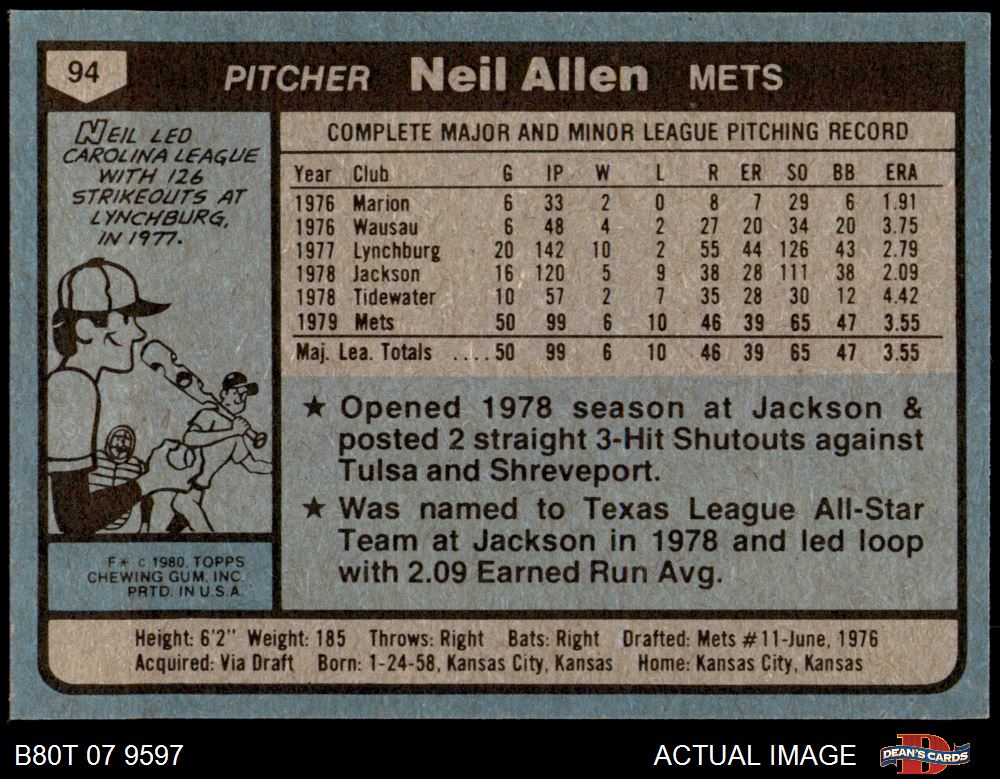 94
PITCHER Neil Allen METS
NEIL LED
CAROLINA LEAGUE
WITH 126
STRIKEOUTS AT
LYNCHBURG,
IN 1977.
F* © 1980. TOPPS
CHEWING GUM, INC.
PRTD. IN U.S.A.
COMPLETE MAJOR AND MINOR LEAGUE PITCHING RECORD
Year Club G IP W L R ER SO BB ERA
1976 Marion 6 33 2 0 8 7 29 6 1.91
1976 Wausau 6 48 4 2 27 20 34 20 3.75
1977 Lynchburg 20 142 10 2 55 44 126 43 2.79
1978 Jackson 16 120 5 9 38 28 111 38 2.09
1978 Tidewater 10 57 2 7 35 28 30 12 4.42
1979 Mets 50 99 6 10 46 39 65 47 3.55
Maj. Lea. Totals ....50 99 6 10 46 39 65 47 3.55
★ Opened 1978 season at Jackson &
posted 2 straight 3-Hit Shutouts against
Tulsa and Shreveport.
★ Was named to Texas League All-Star
Team at Jackson in 1978 and led loop
with 2.09 Earned Run Avg.
Height: 6'2" Weight: 185 Throws: Right Bats: Right Drafted: Mets #11-June, 1976
Acquired: Via Draft Born: 1-24-58, Kansas City, Kansas Home: Kansas City, Kansas
B80T 07 9597 ACTUAL IMAGE DEAN'S CARDS